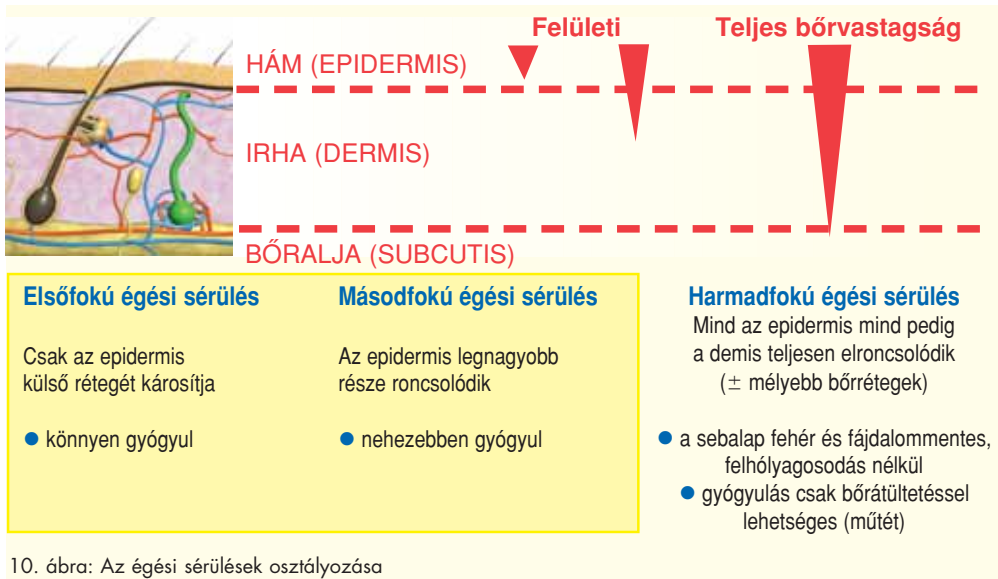 Felületi
Teljes bőrvastagság
HÁM (EPIDERMIS)
IRHA (DERMIS)
BŐRALJA (SUBCUTIS)
Elsőfokú égési sérülés
Csak az epidermis
külső rétegét károsítja
● könnyen gyógyul
Másodfokú égési sérülés
Az epidermis legnagyobb
része roncsolódik
● nehezebben gyógyul
Harmadfokú égési sérülés
Mind az epidermis mind pedig
a demis teljesen elroncsolódik
(± mélyebb bőrrétegek)
● a sebalap fehér és fájdalommentes,
felhólyagosodás nélkül
● gyógyulás csak bőrátültetéssel
lehetséges (műtét)
10. ábra: Az égési sérülések osztályozása